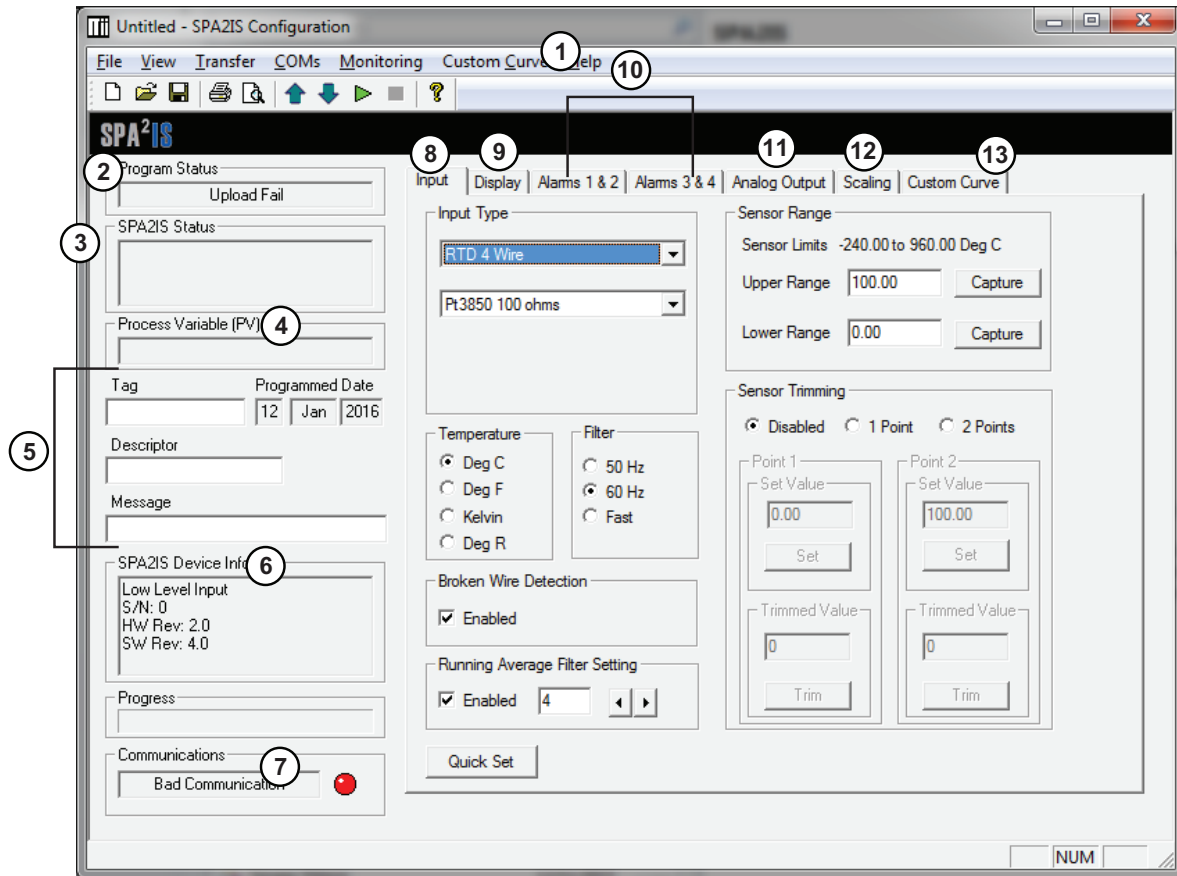 Untitled - SPA2IS Configuration
File View Transfer COMs Monitoring Custom Curve Help
1
10
SPA²IS
2
Program Status
Upload Fail
3
SPA2IS Status
4
Process Variable (PV)
5
Tag
Programmed Date
12 Jan 2016
Descriptor
Message
6
SPA2IS Device Info
Low Level Input
S/N: 0
HW Rev: 2.0
SW Rev: 4.0
Progress
7
Communications
Bad Communication
8
9
11
12
13
Input Display Alarms 1 & 2 Alarms 3 & 4 Analog Output Scaling Custom Curve
Input Type
RTD 4 Wire
Pt3850 100 ohms
Temperature
Deg C
Deg F
Kelvin
Deg R
Filter
50 Hz
60 Hz
Fast
Broken Wire Detection
Enabled
Running Average Filter Setting
Enabled 4
Quick Set
Sensor Range
Sensor Limits -240.00 to 960.00 Deg C
Upper Range 100.00 Capture
Lower Range 0.00 Capture
Sensor Trimming
Disabled 1 Point 2 Points
Point 1
Set Value
0.00
Set
Trimmed Value
0
Trim
Point 2
Set Value
100.00
Set
Trimmed Value
0
Trim
NUM